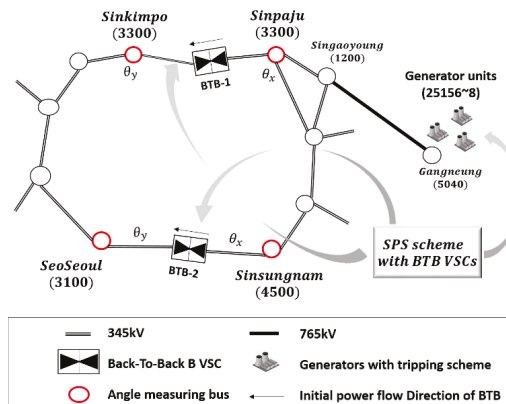 Sinkimpo
(3300)
Sinpaju
(3300)
Singaoyoung
(1200)
Generator units
(25156~8)
θy
BTB-1
θx
Gangneung
(5040)
θy
θx
BTB-2
SeoSeoul
(3100)
Sinsungnam
(4500)
SPS scheme
with BTB VSCs
345kV
765kV
Back-To-Back B VSC
Generators with tripping scheme
Angle measuring bus
Initial power flow Direction of BTB